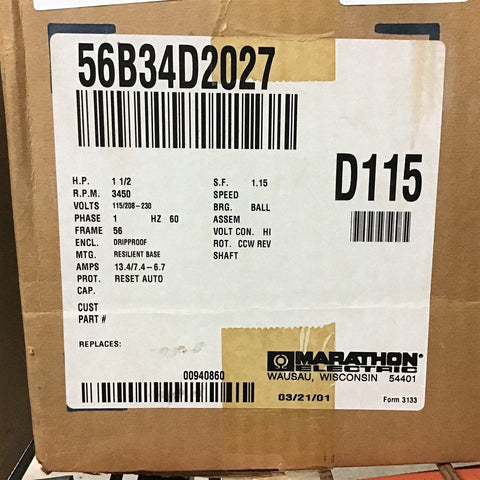 56B34D2027
H.P. 1 1/2 S.F. 1.15
R.P.M. 3450 SPEED
VOLTS 115/208-230 BRG. BALL
PHASE 1 HZ 60 ASSEM
FRAME 56 VOLT CON. HI
ENCL. DRIPPROOF ROT. CCW REV
MTG. RESILIENT BASE SHAFT
AMPS 13.4/7.4-6.7
PROT. RESET AUTO
CAP.
D115
CUST
PART #
REPLACES:
00940860
MARATHON®
ELECTRIC
WAUSAU, WISCONSIN 54401
03/21/01 Form 3133